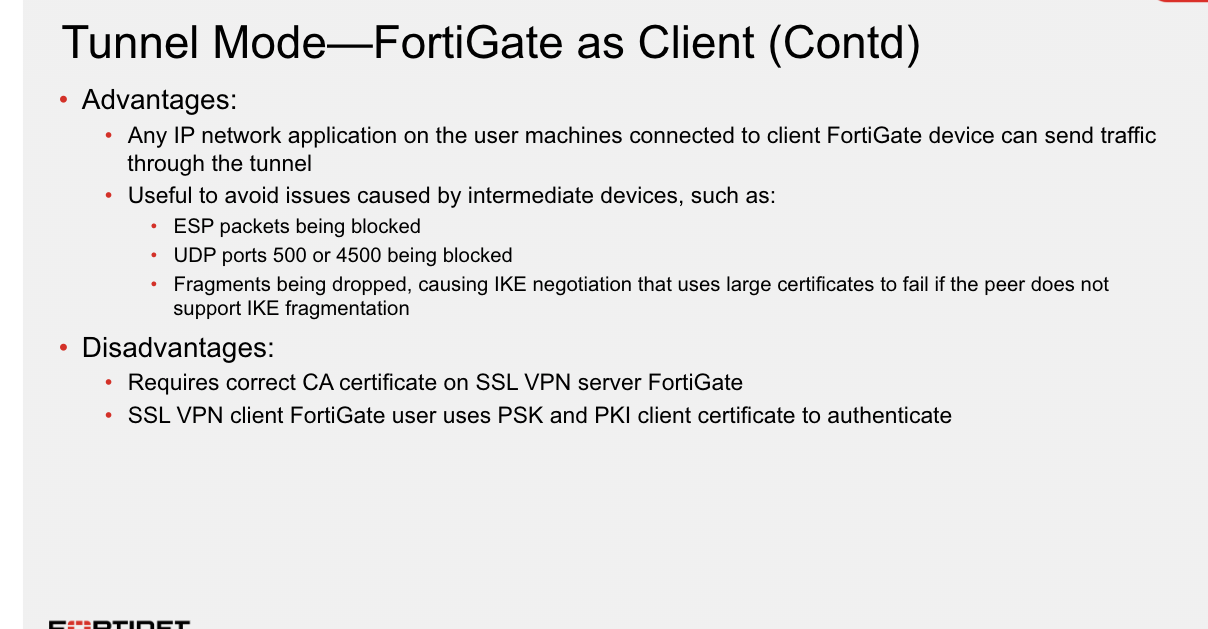 Tunnel Mode—FortiGate as Client (Contd)
• Advantages:
• Any IP network application on the user machines connected to client FortiGate device can send traffic
through the tunnel
• Useful to avoid issues caused by intermediate devices, such as:
• ESP packets being blocked
• UDP ports 500 or 4500 being blocked
• Fragments being dropped, causing IKE negotiation that uses large certificates to fail if the peer does not
support IKE fragmentation
• Disadvantages:
• Requires correct CA certificate on SSL VPN server FortiGate
• SSL VPN client FortiGate user uses PSK and PKI client certificate to authenticate
FORTINET